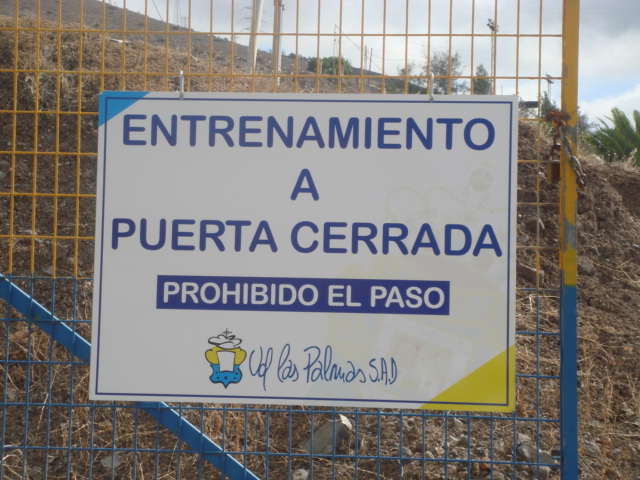 ENTRENAMIENTO
A
PUERTA CERRADA
PROHIBIDO EL PASO
Ud las Palmas S.A.D